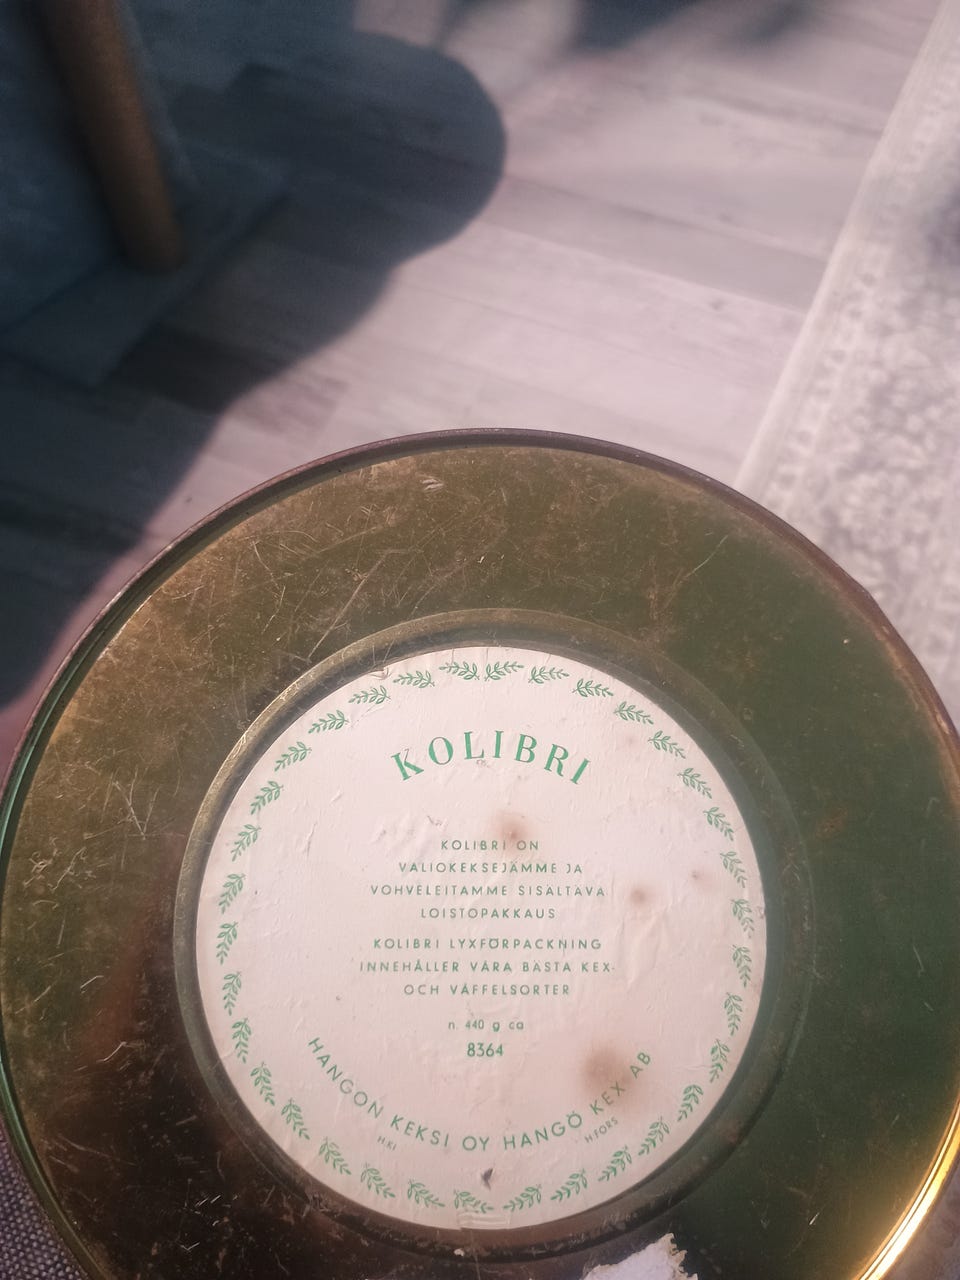 KOLIBRI
KOLIBRI ON
VALIOKEKSEJÄMME JA
VOHVELEITAMME SISÄLTÄVÄ
LOISTOPAKKAUS
KOLIBRI LYXFÖRPACKNING
INNEHÅLLER VÅRA BÄSTA KEX-
OCH VÅFFELSORTER
n. 440 g ca
8364
HANGON KEKSI OY HANGÖ KEX AB
H:KI H:FORS